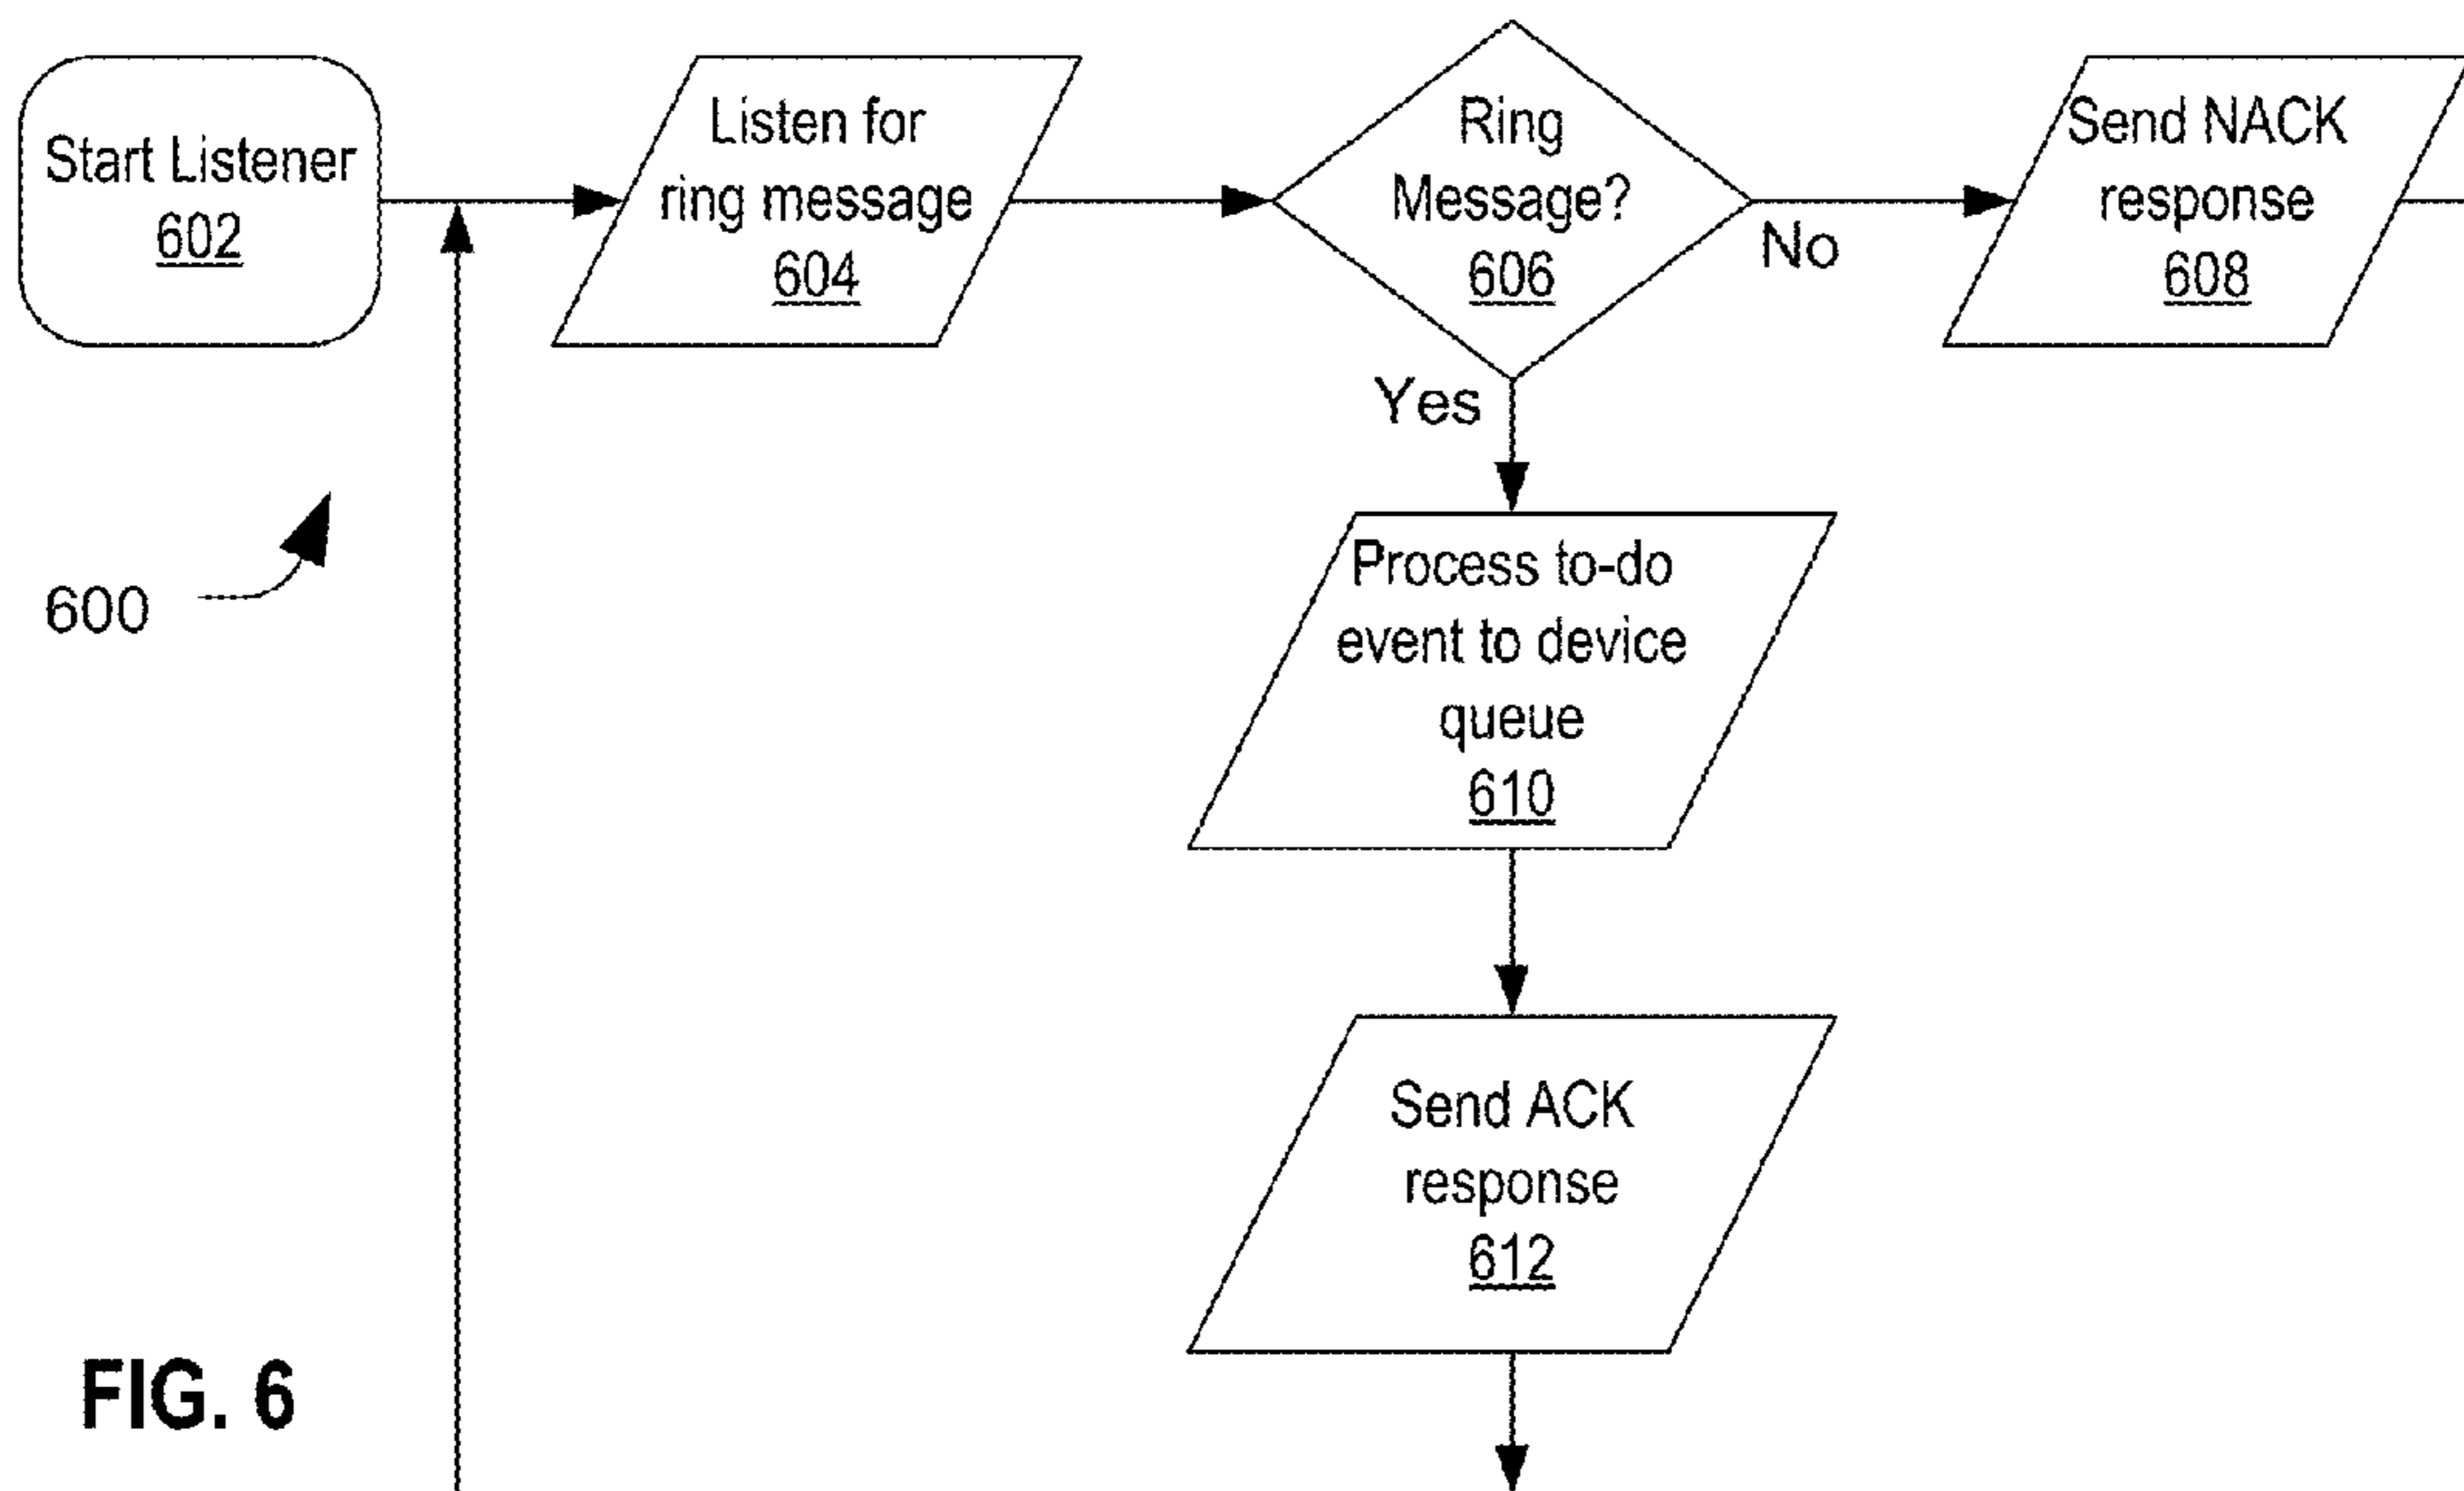 Start Listener
602
Listen for
ring message
604
Ring
Message?
606
No
Send NACK
response
608
Yes
600
Process to-do
event to device
queue
610
Send ACK
response
612
FIG. 6